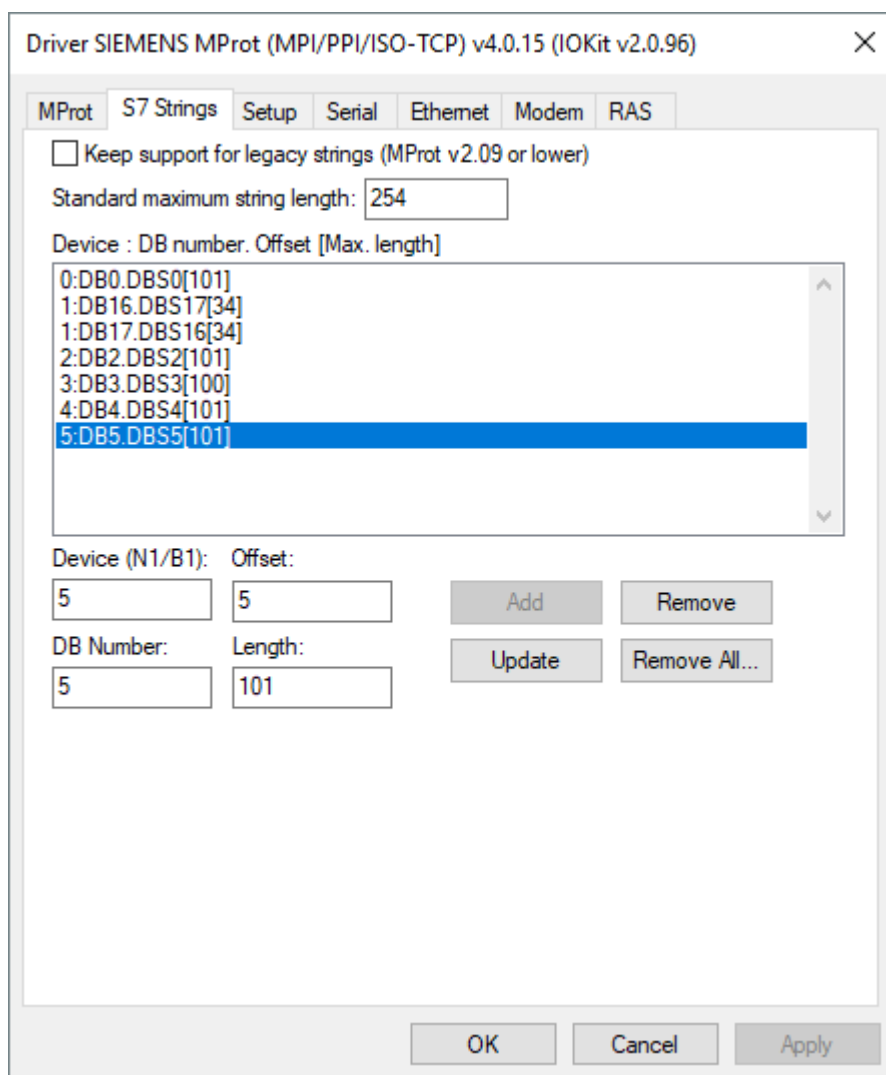 Driver SIEMENS MProt (MPI/PPI/ISO-TCP) v4.0.15 (IOKit v2.0.96)
MProt S7 Strings Setup Serial Ethernet Modem RAS
Keep support for legacy strings (MProt v2.09 or lower)
Standard maximum string length: 254
Device : DB number. Offset [Max. length]
0:DB0.DBS0[101]
1:DB16.DBS17[34]
1:DB17.DBS16[34]
2:DB2.DBS2[101]
3:DB3.DBS3[100]
4:DB4.DBS4[101]
5:DB5.DBS5[101]
Device (N1/B1): Offset:
5 5 Add Remove
DB Number: Length:
5 101 Update Remove All...
OK Cancel Apply